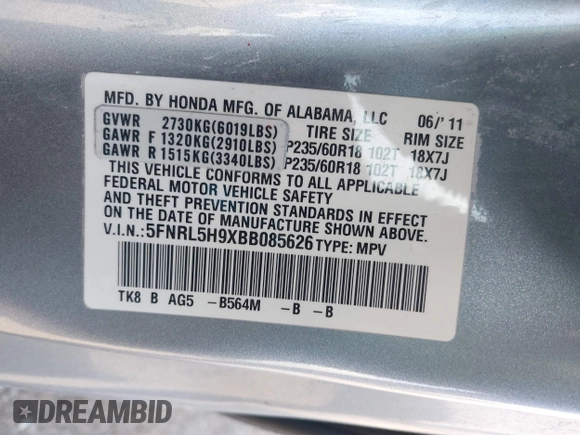 MFD. BY HONDA MFG. OF ALABAMA, LLC 06/'11
GVWR 2730KG(6019LBS) TIRE SIZE RIM SIZE
GAWR F 1320KG(2910LBS) P235/60R18 102T 18X7J
GAWR R 1515KG(3340LBS) P235/60R18 102T 18X7J
THIS VEHICLE CONFORMS TO ALL APPLICABLE
FEDERAL MOTOR VEHICLE SAFETY
AND THEFT PREVENTION STANDARDS IN EFFECT
ON THE DATE OF MANUFACTURE SHOWN ABOVE.
V.I.N.:5FNRL5H9XBB085626 TYPE: MPV
TK8 B AG5 -B564M -B -B
DREAMBID